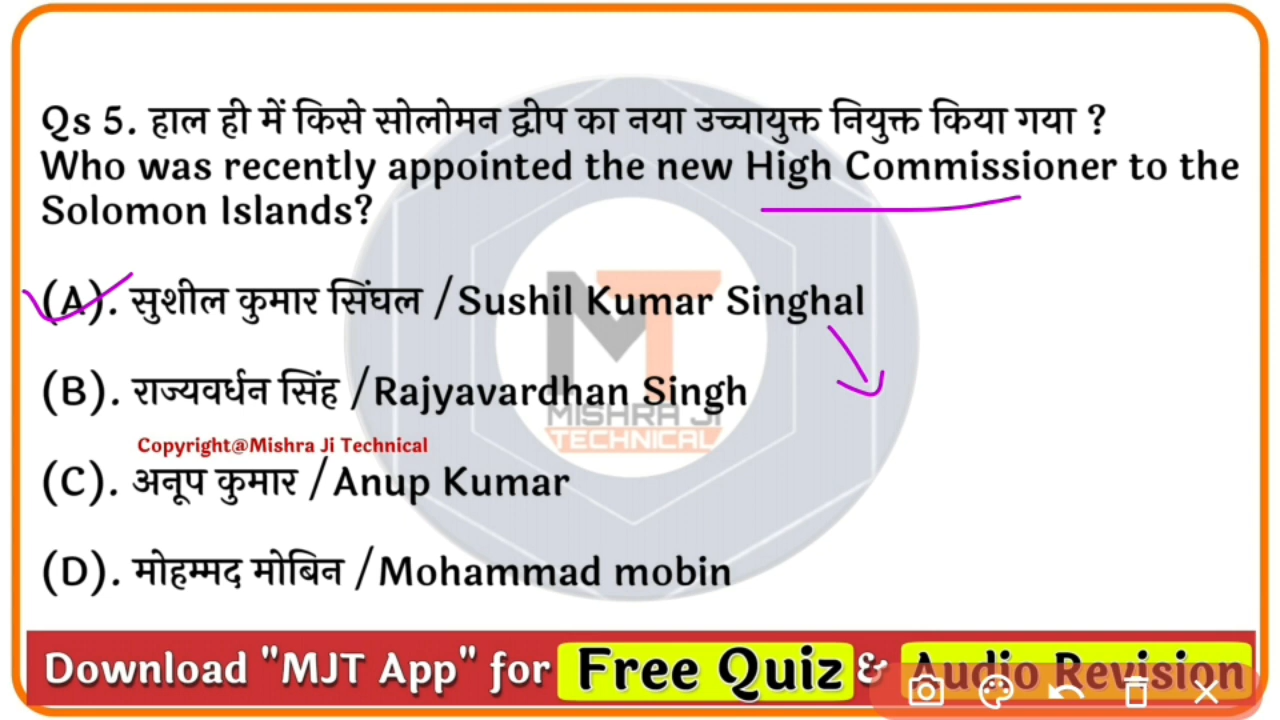 Qs 5. हाल ही में किसे सोलोमन द्वीप का नया उच्चायुक्त नियुक्त किया गया ?
Who was recently appointed the new High Commissioner to the
Solomon Islands?
(A). सुशील कुमार सिंघल /Sushil Kumar Singhal
(B). राज्यवर्धन सिंह /Rajyavardhan Singh
MISHRA JI
TECHNICAL
Copyright@Mishra Ji Technical
(C). अनूप कुमार /Anup Kumar
(D). मोहम्मद मोबिन /Mohammad mobin
Download "MJT App" for Free Quiz & Audio Revision